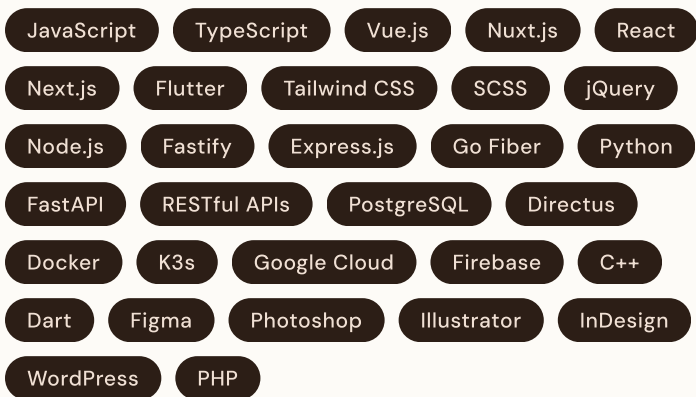 JavaScript TypeScript Vue.js Nuxt.js React
Next.js Flutter Tailwind CSS SCSS jQuery
Node.js Fastify Express.js Go Fiber Python
FastAPI RESTful APIs PostgreSQL Directus
Docker K3s Google Cloud Firebase C++
Dart Figma Photoshop Illustrator InDesign
WordPress PHP